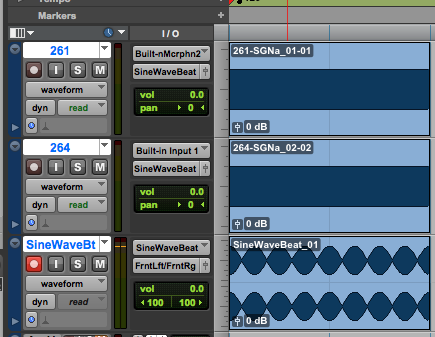 Markers
I / O
261
Built-nMcrphn2
261-SGNa_01-01
I S M
SineWaveBeat
waveform
vol 0.0
dyn read
pan 0
0 dB
264
Built-in Input 1
264-SGNa_02-02
I S M
SineWaveBeat
waveform
vol 0.0
dyn read
pan 0
0 dB
SineWaveBt
SineWaveBeat
SineWaveBeat_01
I S M
FrntLft/FrntRg
waveform
vol 0.0
dyn read
100 100
0 dB